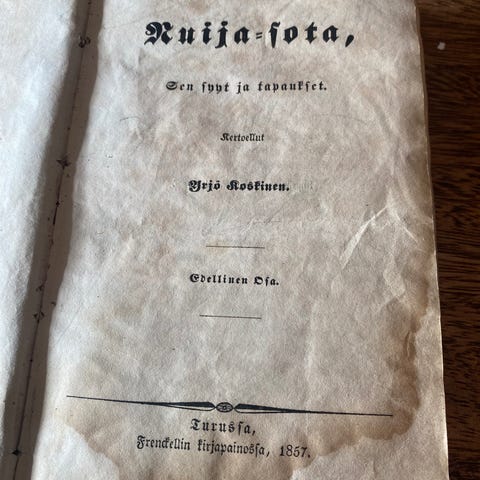 Nuija-sota,
Sen syyt ja tapaukset.
Kertoellut
Yrjö Koskinen.
Edellinen Osa.
Turussa,
Frenckellin kirjapainossa, 1857.